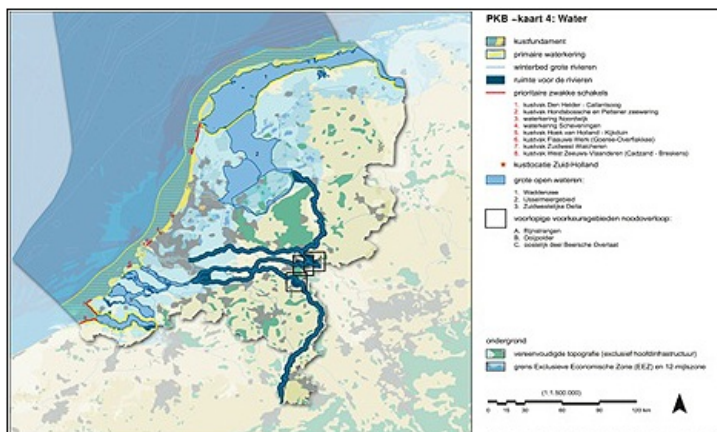 PKB -kaart 4: Water
kustfundament
primaire waterkering
winterbed grote rivieren
ruimte voor de rivieren
prioritaire zwakke schakels
1. kustvak Den Helder - Callantsoog
2. kustvak Hondsbossche en Pettener zeewering
3. waterkering Noordwijk
4. waterkering Scheveningen
5. kustvak Hoek van Holland - Kijkduin
6. kustvak Flaauwe Werk (Goeree-Overflakkee)
7. kustvak Zuidwest Walcheren
8. kustvak West Zeeuws-Vlaanderen (Cadzand - Breskens)
kustlocatie Zuid-Holland
grote open wateren:
1. Waddenzee
2. IJsselmeergebied
3. Zuidwestelijke Delta
voorlopige voorkeursgebieden noodoverloop:
A. Rijnstrangen
B. Ooijpolder
C. oostelijk deel Beersche Overlaat
ondergrond
vereenvoudigde topografie (exclusief hoofdinfrastructuur)
grens Exclusieve Economische Zone (EEZ) en 12-mijlszone
(1:1.500.000)
0 15 30 60 90 120 km